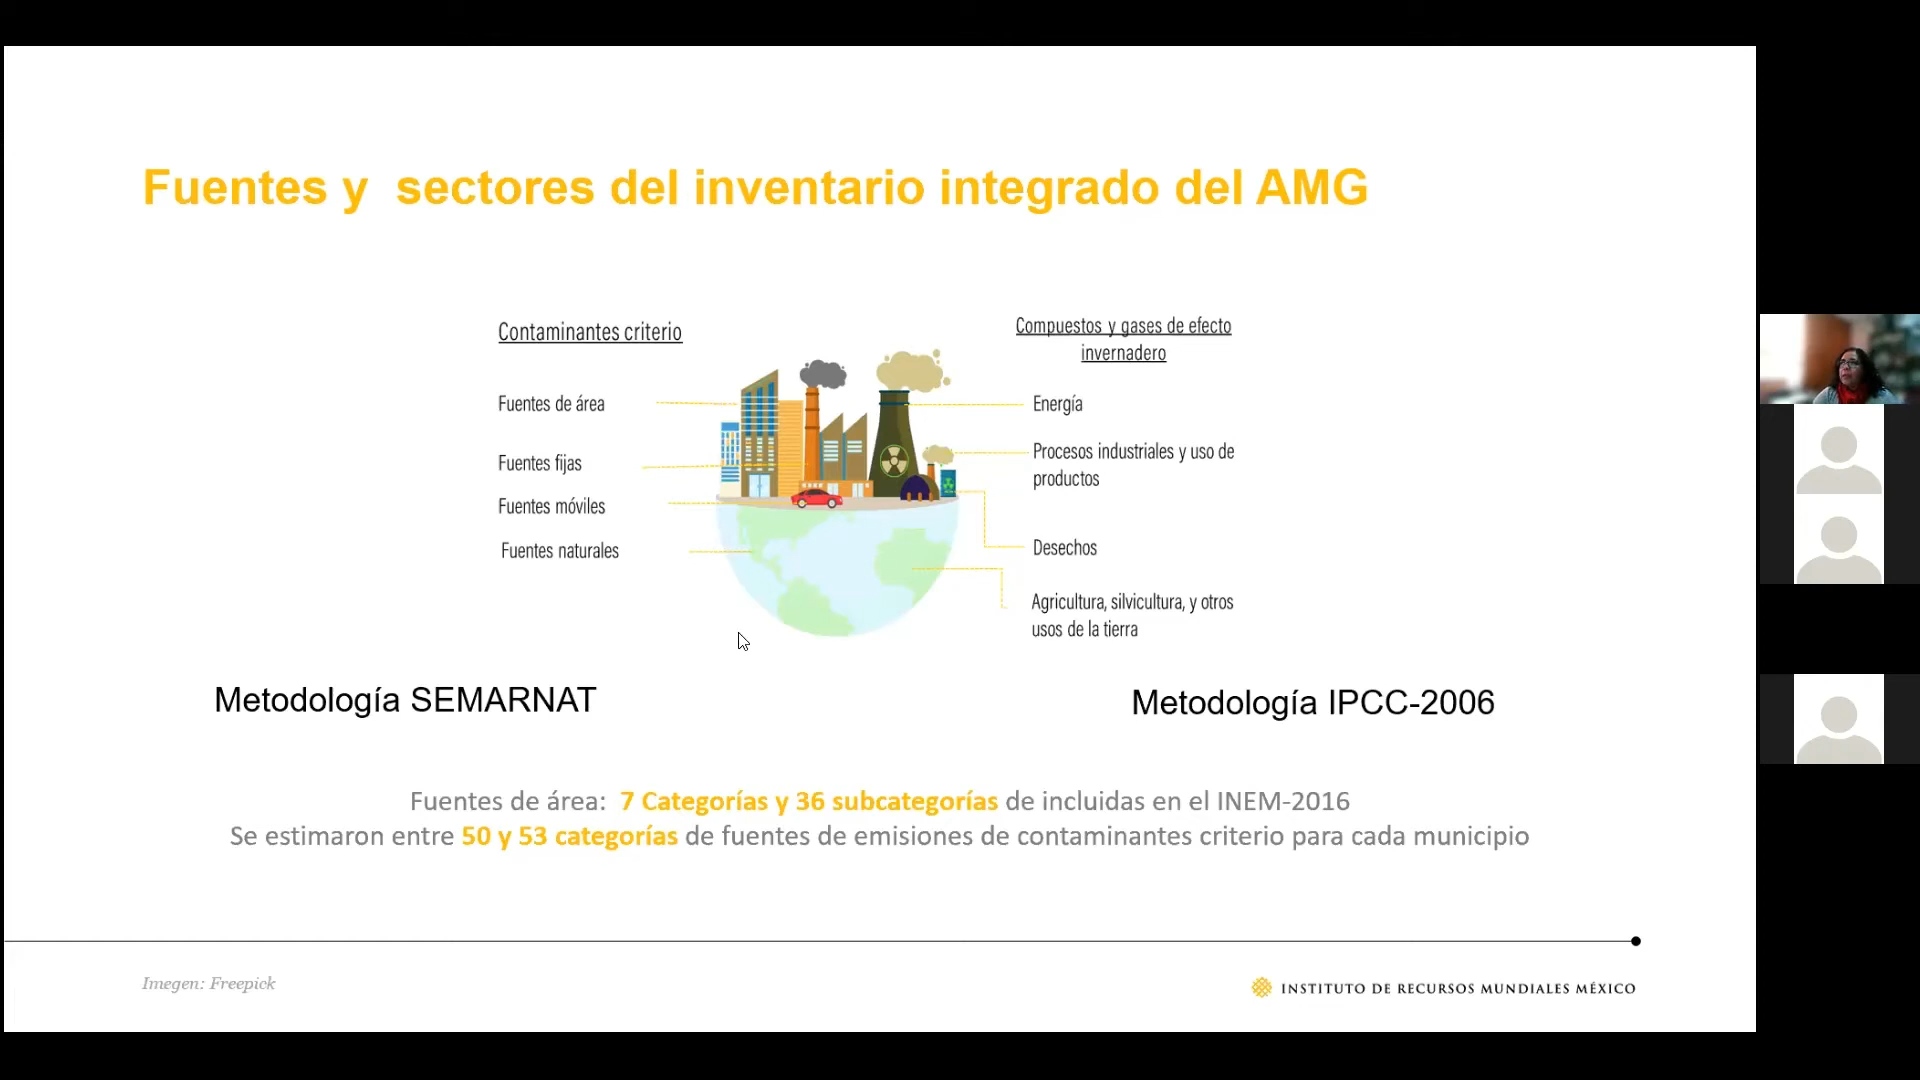 Fuentes y  sectores del inventario integrado del AMG
Contaminantes criterio
Fuentes de área
Fuentes fijas
Fuentes móviles
Fuentes naturales
Compuestos y gases de efecto
invernadero
Energía
Procesos industriales y uso de
productos
Desechos
Agricultura, silvicultura, y otros
usos de la tierra
Metodología SEMARNAT
Metodología IPCC-2006
Fuentes de área:  7 Categorías y 36 subcategorías de incluidas en el INEM-2016
Se estimaron entre 50 y 53 categorías de fuentes de emisiones de contaminantes criterio para cada municipio
Imegen: Freepick
INSTITUTO DE RECURSOS MUNDIALES MÉXICO